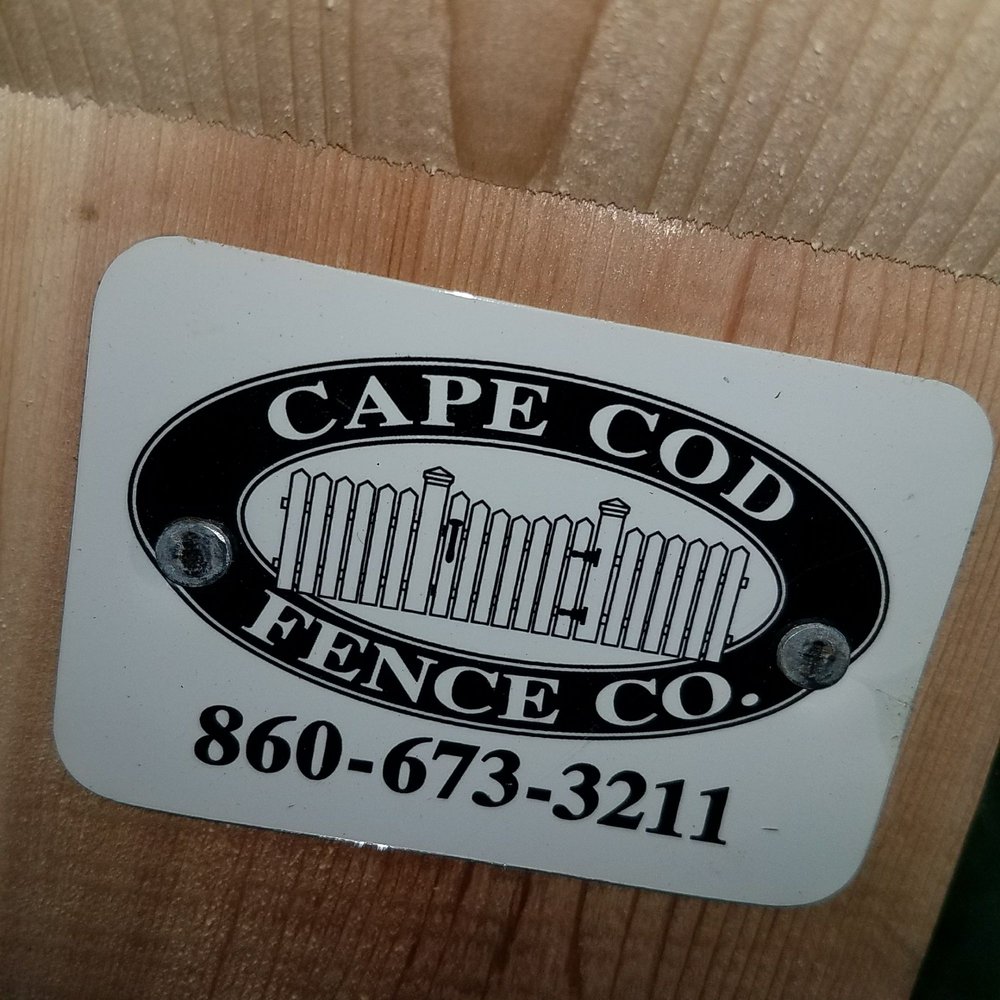 CAPE COD
FENCE CO.
860-673-3211